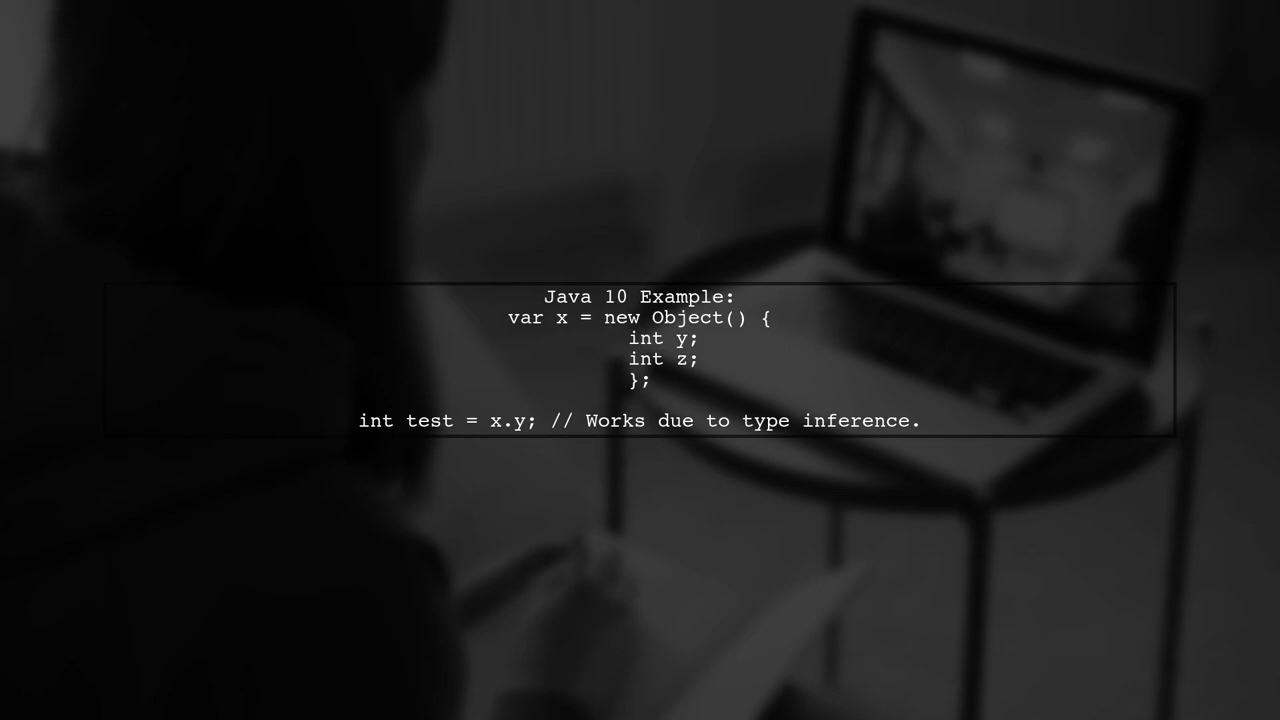 Java 10 Example:
var x = new Object() {
int y;
int z;
};
int test = x.y; // Works due to type inference.